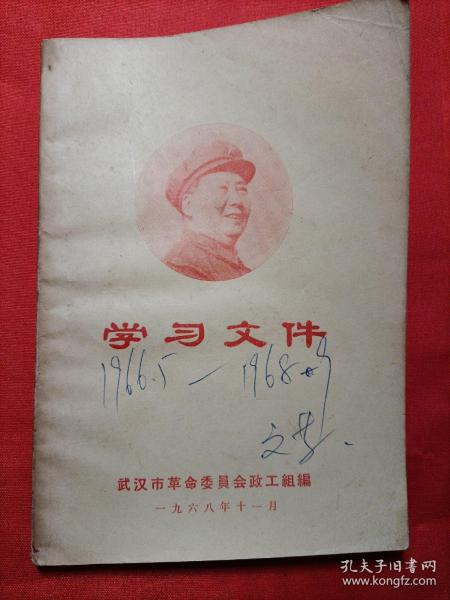 学习文件
1966.5 — 1968
文
武汉市革命委員会政工組編
一九六八年十一月
孔夫子旧书网
www.kongfz.com